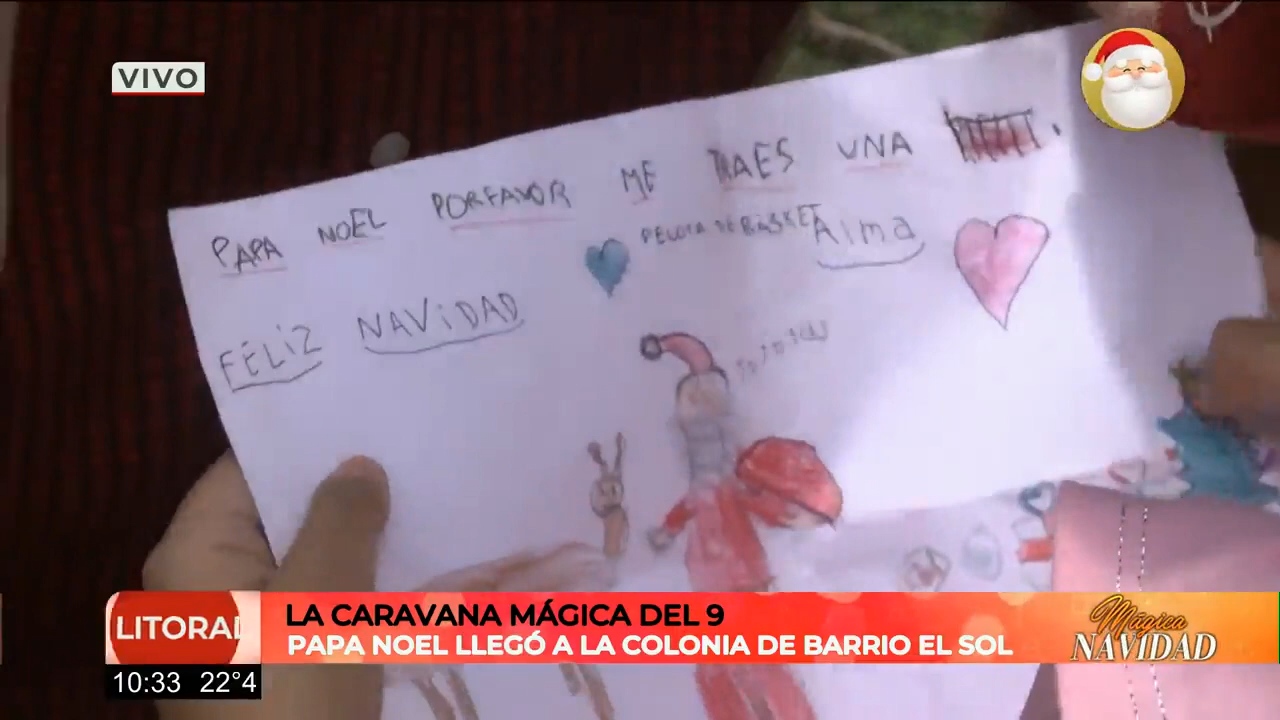 VIVO
PAPA NOEL PORFAVOR ME TRAES UNA
PELOTA DE BASKET
Alma
FELIZ NAVIDAD
LITORAL
LA CARAVANA MÁGICA DEL 9
PAPA NOEL LLEGÓ A LA COLONIA DE BARRIO EL SOL
Mágica
NAVIDAD
10:33 22°4